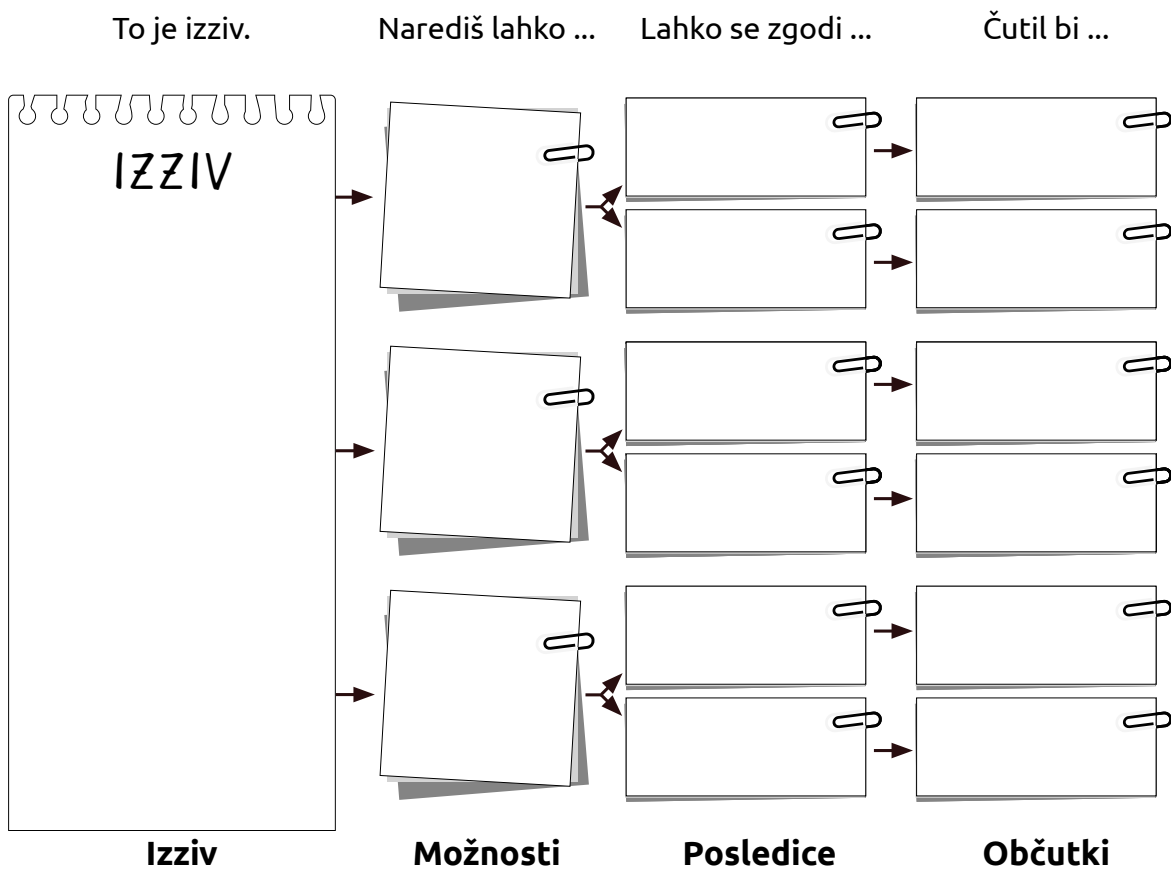 To je izziv.
Narediš lahko ...
Lahko se zgodi ...
Čutil bi ...
IZZIV
Izziv
Možnosti
Posledice
Občutki